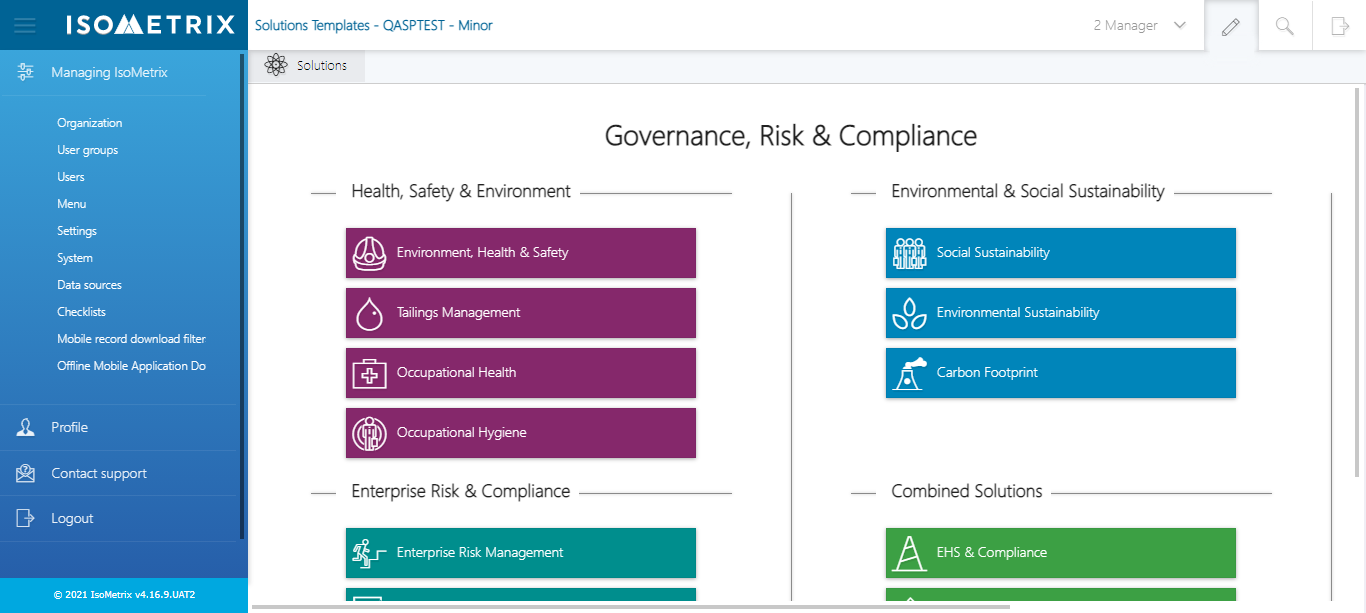 ISOMETRIX
Solutions Templates - QASPTEST - Minor
2 Manager
Managing IsoMetrix
Organization
User groups
Users
Menu
Settings
System
Data sources
Checklists
Mobile record download filter
Offline Mobile Application Do
Profile
Contact support
Logout
© 2021 IsoMetrix v4.16.9.UAT2
Solutions
Governance, Risk & Compliance
Health, Safety & Environment
Environment, Health & Safety
Tailings Management
Occupational Health
Occupational Hygiene
Environmental & Social Sustainability
Social Sustainability
Environmental Sustainability
Carbon Footprint
Enterprise Risk & Compliance
Enterprise Risk Management
Combined Solutions
EHS & Compliance